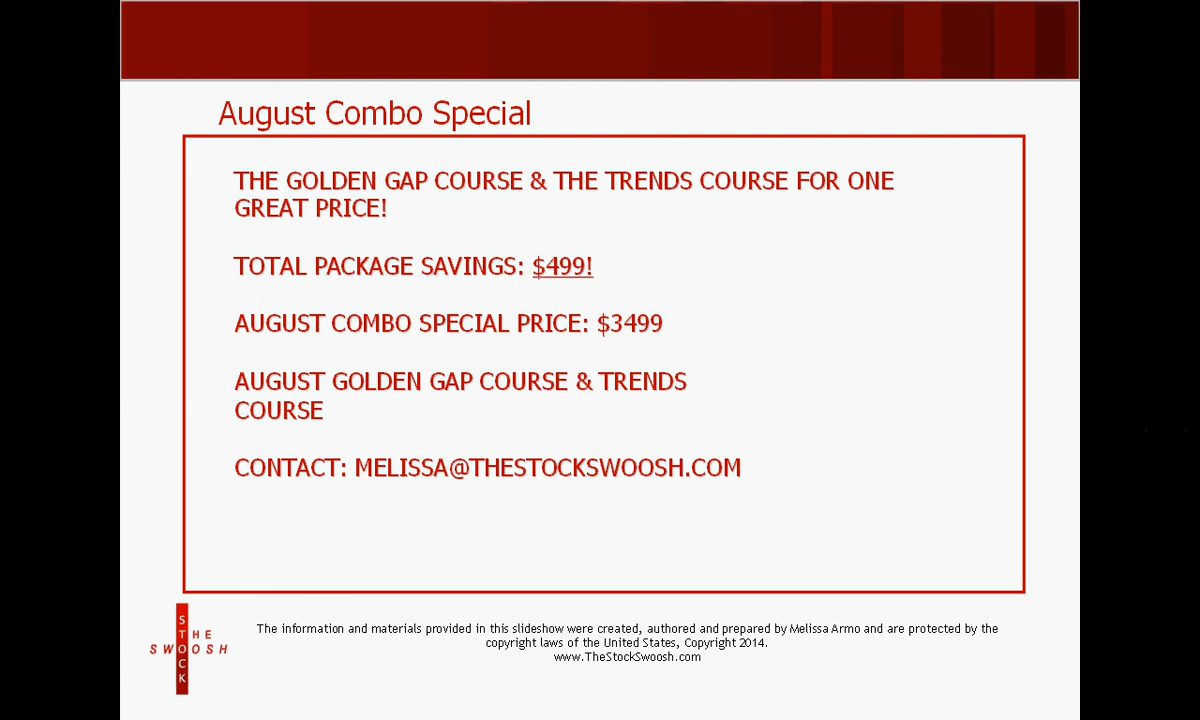 August Combo Special
THE GOLDEN GAP COURSE & THE TRENDS COURSE FOR ONE
GREAT PRICE!
TOTAL PACKAGE SAVINGS: $499!
AUGUST COMBO SPECIAL PRICE: $3499
AUGUST GOLDEN GAP COURSE & TRENDS
COURSE
CONTACT: MELISSA@THESTOCKSWOOSH.COM
THE
STOCK
SWOOSH
The information and materials provided in this slideshow were created, authored and prepared by Melissa Armo and are protected by the
copyright laws of the United States, Copyright 2014.
www.TheStockSwoosh.com